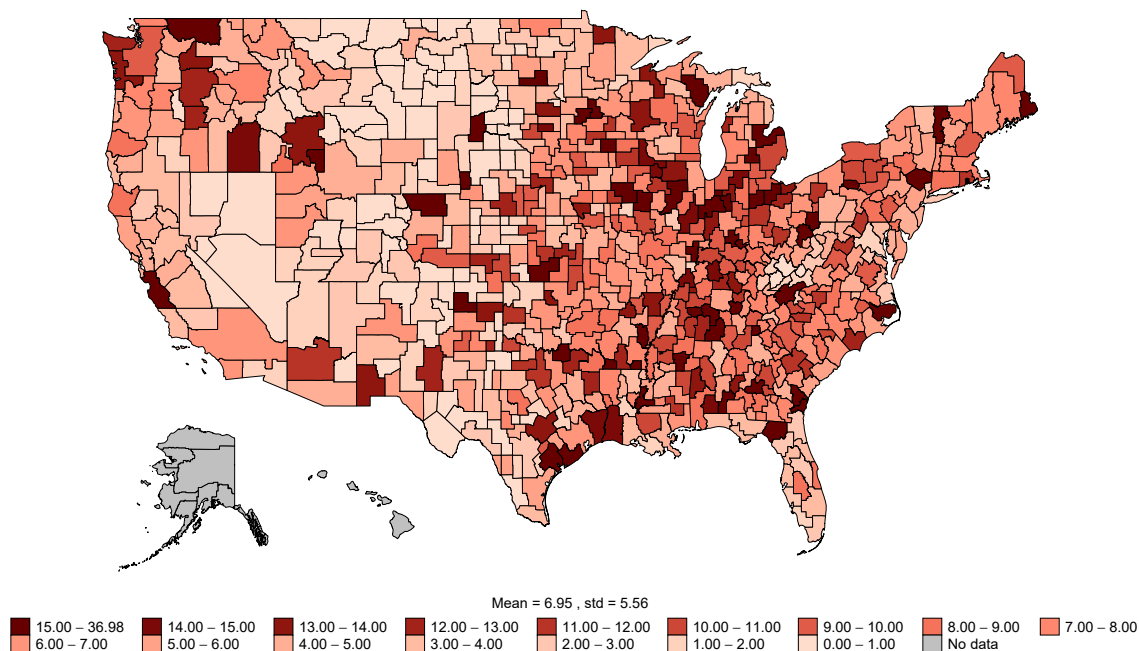 Mean = 6.95 , std = 5.56
15.00 – 36.98 14.00 – 15.00 13.00 – 14.00 12.00 – 13.00 11.00 – 12.00 10.00 – 11.00 9.00 – 10.00 8.00 – 9.00 7.00 – 8.00
6.00 – 7.00 5.00 – 6.00 4.00 – 5.00 3.00 – 4.00 2.00 – 3.00 1.00 – 2.00 0.00 – 1.00 No data